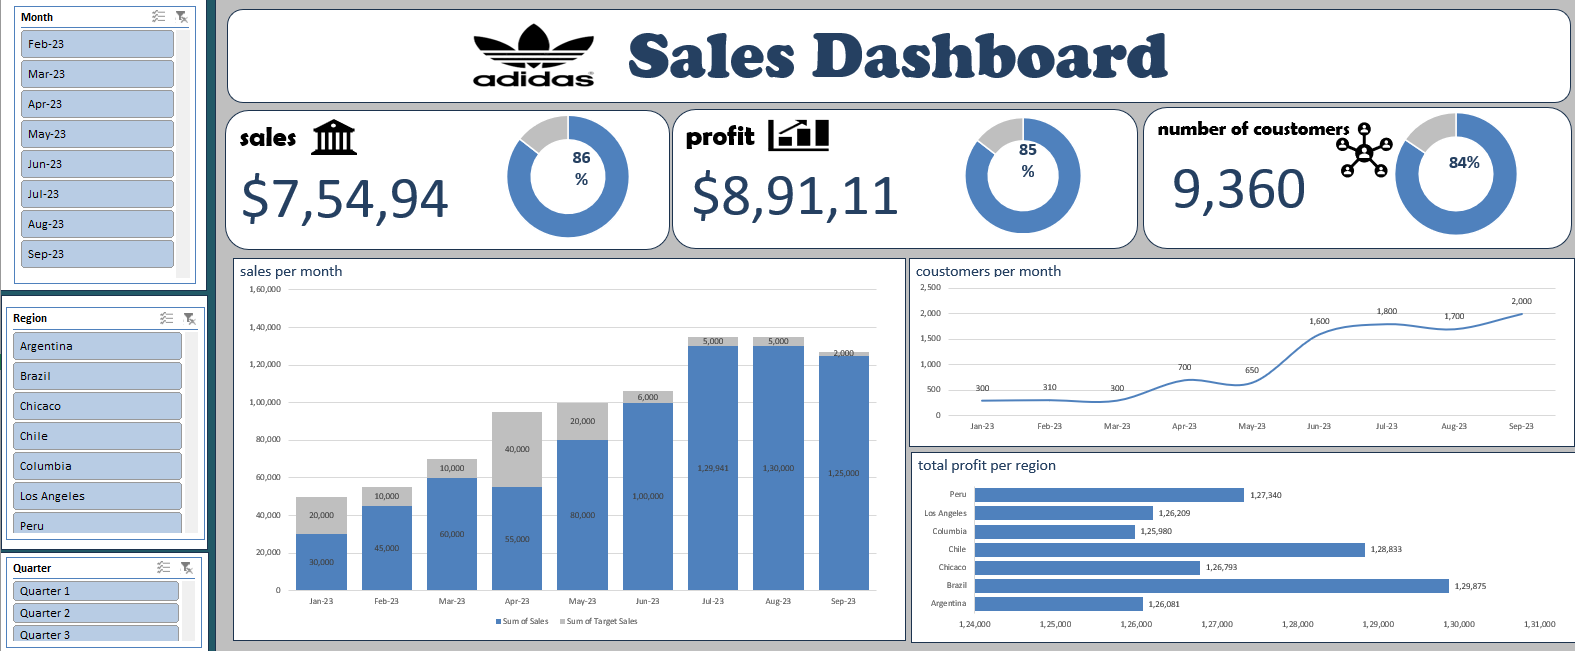 Month
Feb-23
Mar-23
Apr-23
May-23
Jun-23
Jul-23
Aug-23
Sep-23
Region
Argentina
Brazil
Chicaco
Chile
Columbia
Los Angeles
Peru
Quarter
Quarter 1
Quarter 2
Quarter 3
adidas
Sales Dashboard
sales
$7,54,94
86
%
profit
$8,91,11
85
%
number of coustomers
9,360
84%
sales per month
1,60,000
1,40,000
1,20,000
1,00,000
80,000
60,000
40,000
20,000
0
20,000
30,000
10,000
45,000
10,000
60,000
40,000
55,000
20,000
80,000
6,000
1,00,000
5,000
1,29,941
5,000
1,30,000
2,000
1,25,000
Jan-23 Feb-23 Mar-23 Apr-23 May-23 Jun-23 Jul-23 Aug-23 Sep-23
Sum of Sales Sum of Target Sales
coustomers per month
2,500
2,000
1,500
1,000
500
0
300 310 300 700 650 1,600 1,800 1,700 2,000
Jan-23 Feb-23 Mar-23 Apr-23 May-23 Jun-23 Jul-23 Aug-23 Sep-23
total profit per region
Peru 1,27,340
Los Angeles 1,26,209
Columbia 1,25,980
Chile 1,28,833
Chicaco 1,26,793
Brazil 1,29,875
Argentina 1,26,081
1,24,000 1,25,000 1,26,000 1,27,000 1,28,000 1,29,000 1,30,000 1,31,000